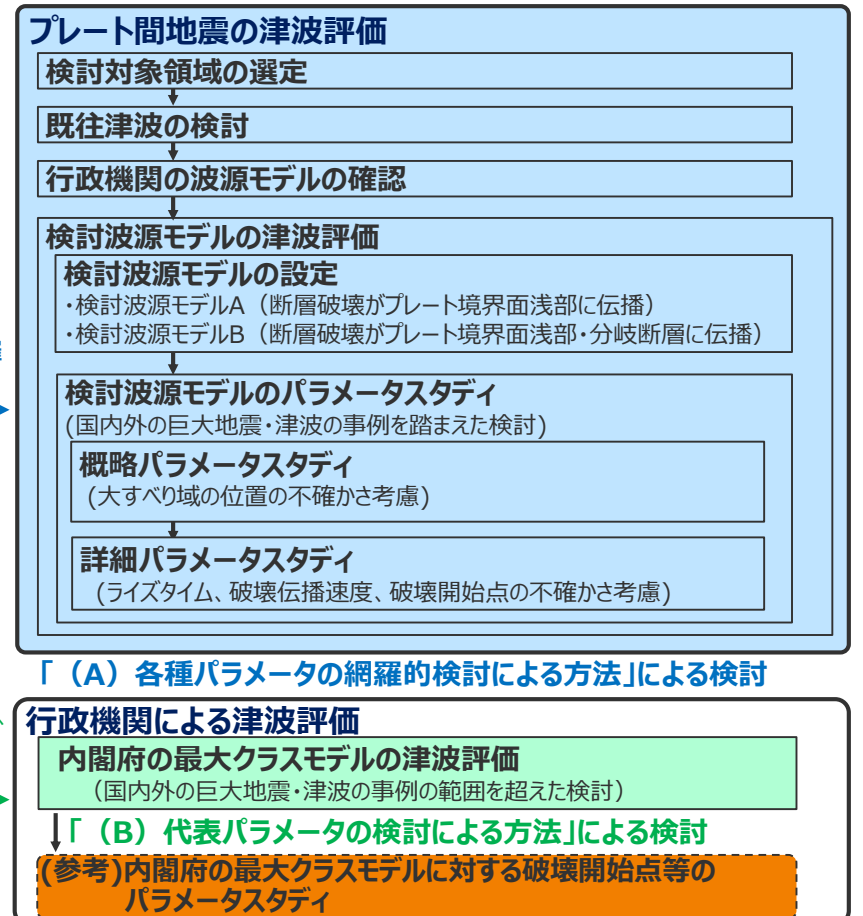 プレート間地震の津波評価
検討対象領域の選定
既往津波の検討
行政機関の波源モデルの確認
検討波源モデルの津波評価
検討波源モデルの設定
・検討波源モデルA（断層破壊がプレート境界面浅部に伝播）
・検討波源モデルB（断層破壊がプレート境界面浅部・分岐断層に伝播）
検討波源モデルのパラメータスタディ
(国内外の巨大地震・津波の事例を踏まえた検討)
概略パラメータスタディ
(大すべり域の位置の不確かさ考慮)
詳細パラメータスタディ
(ライズタイム、破壊伝播速度、破壊開始点の不確かさ考慮)
「（A）各種パラメータの網羅的検討による方法」による検討
行政機関による津波評価
内閣府の最大クラスモデルの津波評価
（国内外の巨大地震・津波の事例の範囲を超えた検討）
「（B）代表パラメータの検討による方法」による検討
(参考)内閣府の最大クラスモデルに対する破壊開始点等の
パラメータスタディ